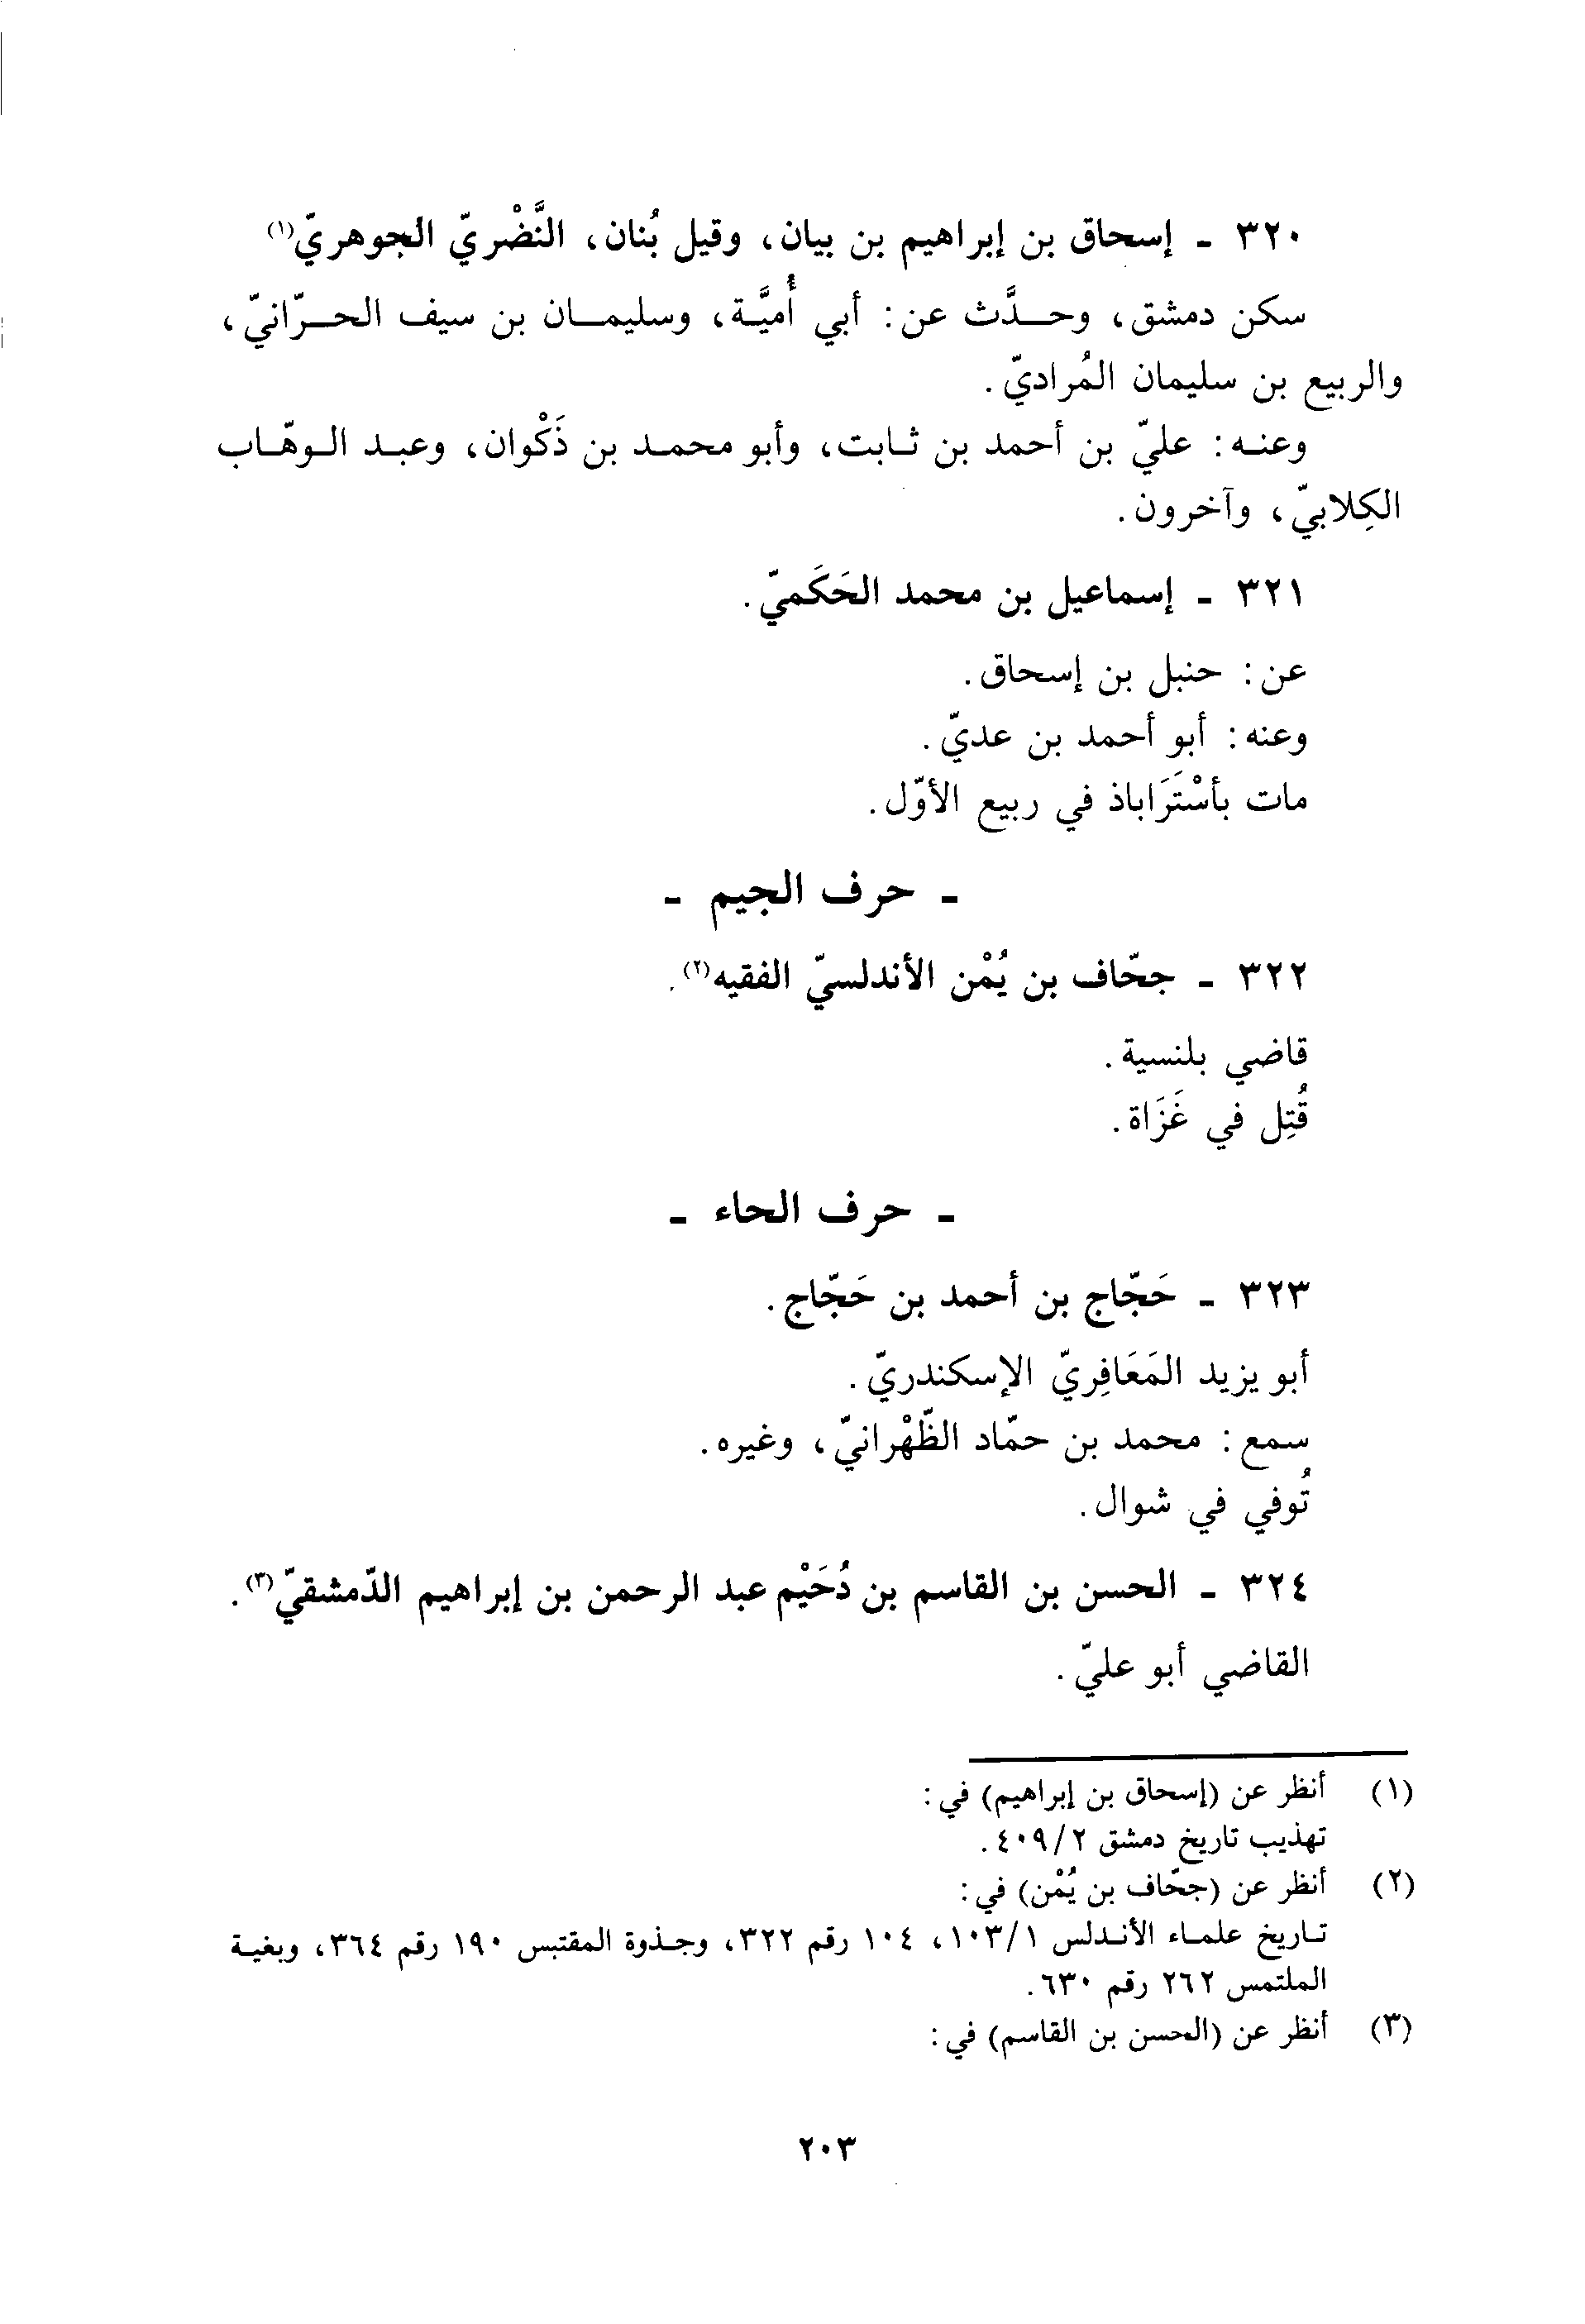 ٣٢٠ - إسحاق بن إبراهيم بن بيان، وقيل بُنان، النَّضْريّ الجوهريّ(١)
سكن دمشق، وحدَّث عن: أبي أُميَّة، وسليمان بن سيف الحرّانيّ،
والربيع بن سليمان المُراديّ.
وعنه: عليّ بن أحمد بن ثابت، وأبو محمد بن ذَكْوان، وعبد الوهّاب
الكِلابيّ، وآخرون.
٣٢١ - إسماعيل بن محمد الحَكَميّ.
عن: حنبل بن إسحاق.
وعنه: أبو أحمد بن عديّ.
مات بأسْتَرَاباذ في ربيع الأوّل.
- حرف الجيم -
٣٢٢ - جحّاف بن يُمْن الأندلسيّ الفقيه(٢).
قاضي بلنسية.
قُتِل في غَزَاة.
- حرف الحاء -
٣٢٣ - حَجّاج بن أحمد بن حَجّاج.
أبو يزيد المَعَافِريّ الإسكندريّ.
سمع: محمد بن حمّاد الظّهْرانيّ، وغيره.
تُوفي في شوال.
٣٢٤ - الحسن بن القاسم بن دُحَيْم عبد الرحمن بن إبراهيم الدّمشقيّ(٣).
القاضي أبو عليّ.
(١) أنظر عن (إسحاق بن إبراهيم) في:
تهذيب تاريخ دمشق ٤٠٩/٢.
(٢) أنظر عن (جحّاف بن يُمْن) في:
تاريخ علماء الأندلس ١٠٣/١، ١٠٤ رقم ٣٢٢، وجذوة المقتبس ١٩٠ رقم ٣٦٤، وبغية
الملتمس ٢٦٢ رقم ٦٣٠.
(٣) أنظر عن (الحسن بن القاسم) في:
٢٠٣